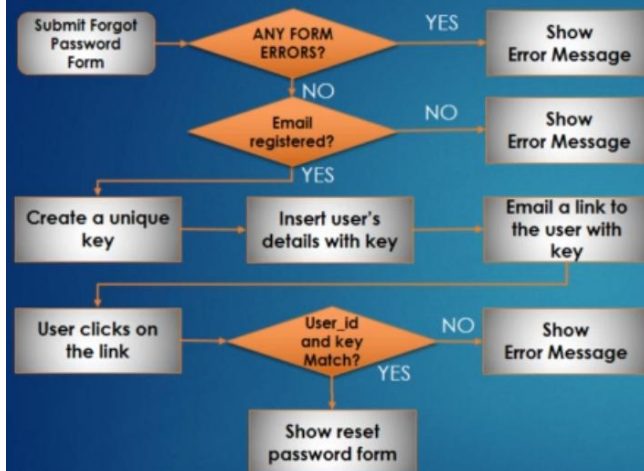 Submit Forgot
Password
Form
ANY FORM
ERRORS?
YES
Show
Error Message
NO
Email
registered?
NO
Show
Error Message
YES
Create a unique
key
Insert user's
details with key
Email a link to
the user with
key
User clicks on
the link
User_id
and key
Match?
NO
Show
Error Message
YES
Show reset
password form